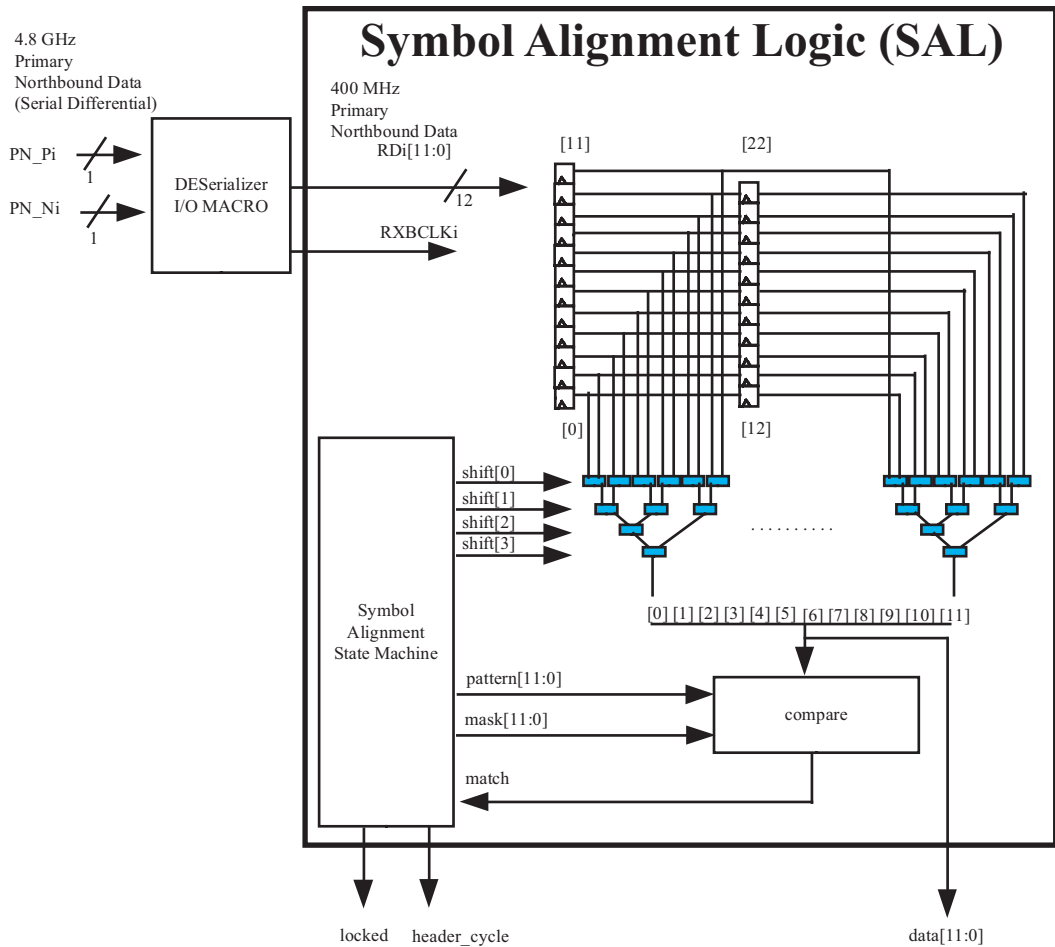 Symbol Alignment Logic (SAL)
4.8 GHz
Primary
Northbound Data
(Serial Differential)
PN_Pi
1
PN_Ni
1
DESerializer
I/O MACRO
400 MHz
Primary
Northbound Data
RDi[11:0]
12
RXBCLKi
[11]
[22]
[0]
[12]
shift[0]
shift[1]
shift[2]
shift[3]
. . . . . . . . . .
Symbol
Alignment
State Machine
[0] [1] [2] [3] [4] [5] [6] [7] [8] [9] [10] [11]
pattern[11:0]
mask[11:0]
compare
match
locked
header_cycle
data[11:0]